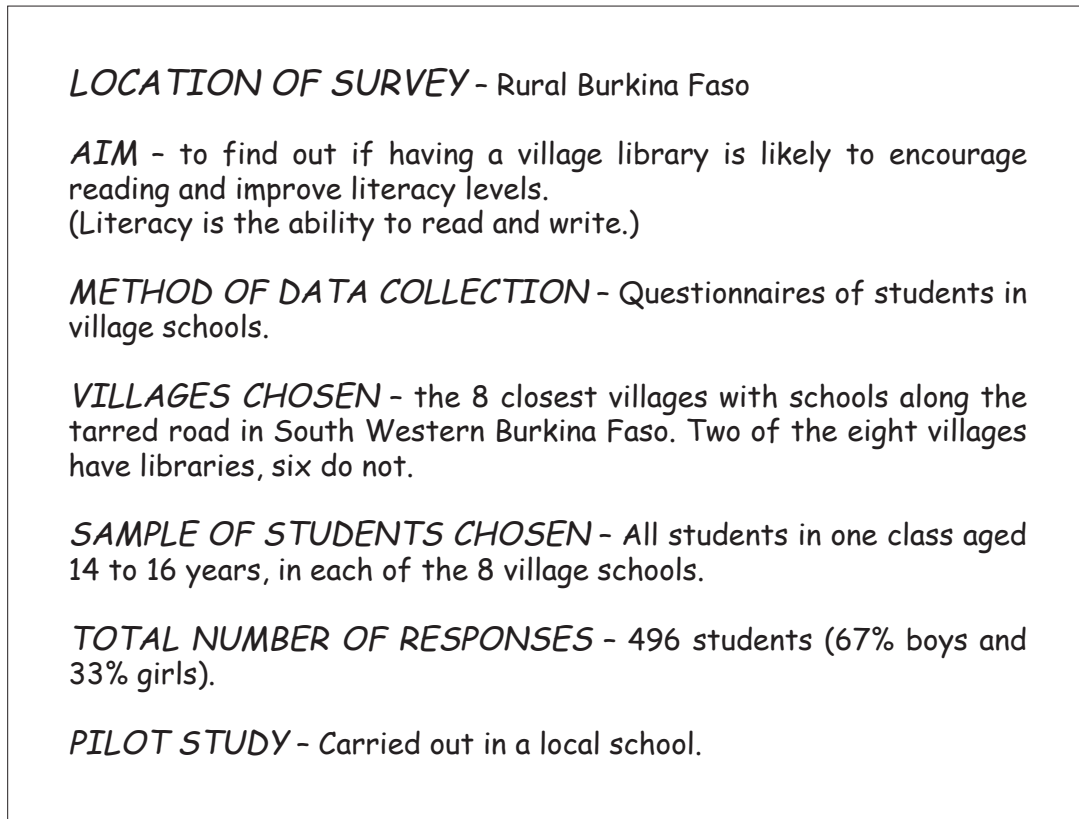 LOCATION OF SURVEY – Rural Burkina Faso
AIM – to find out if having a village library is likely to encourage
reading and improve literacy levels.
(Literacy is the ability to read and write.)
METHOD OF DATA COLLECTION – Questionnaires of students in
village schools.
VILLAGES CHOSEN – the 8 closest villages with schools along the
tarred road in South Western Burkina Faso. Two of the eight villages
have libraries, six do not.
SAMPLE OF STUDENTS CHOSEN – All students in one class aged
14 to 16 years, in each of the 8 village schools.
TOTAL NUMBER OF RESPONSES – 496 students (67% boys and
33% girls).
PILOT STUDY – Carried out in a local school.